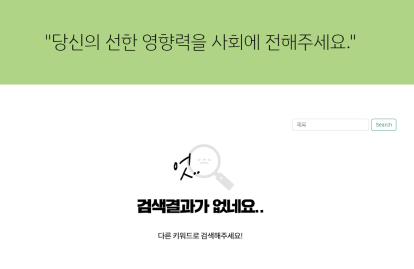 "당신의 선한 영향력을 사회에 전해주세요."
제목
Search
엇..
검색결과가 없네요..
다른 키워드로 검색해주세요!